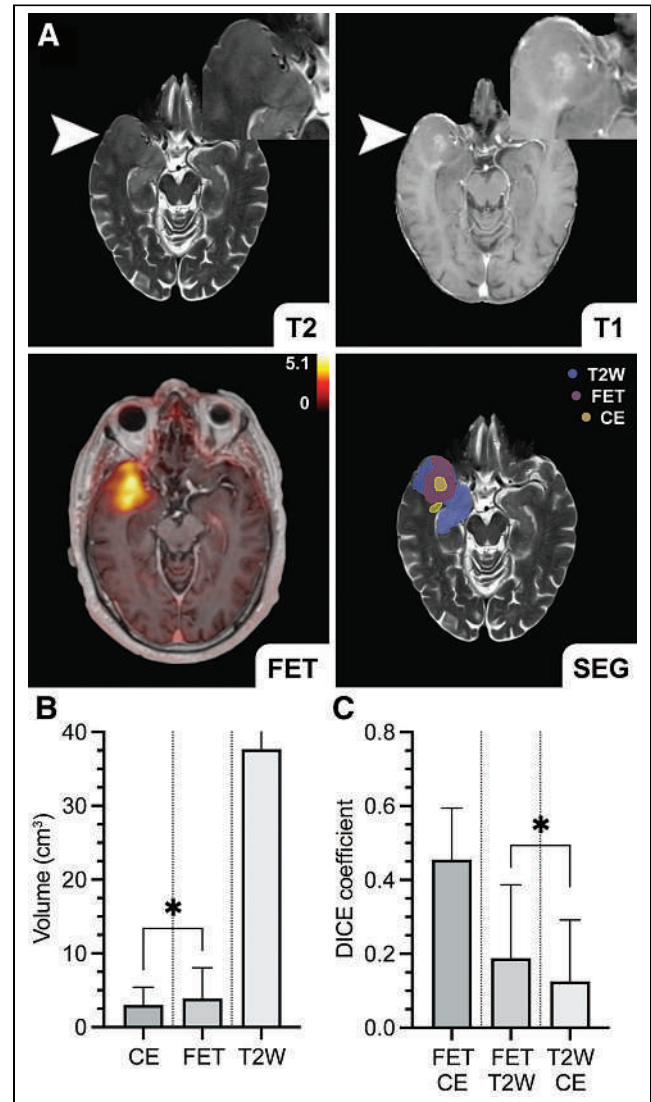 A
T2
T1
5.1
0
FET
T2W
FET
CE
SEG
B
Volume (cm³)
40
30
20
10
0
*
CE FET T2W
C
DICE coefficient
0.8
0.6
0.4
0.2
0.0
*
FET FET T2W
CE T2W CE